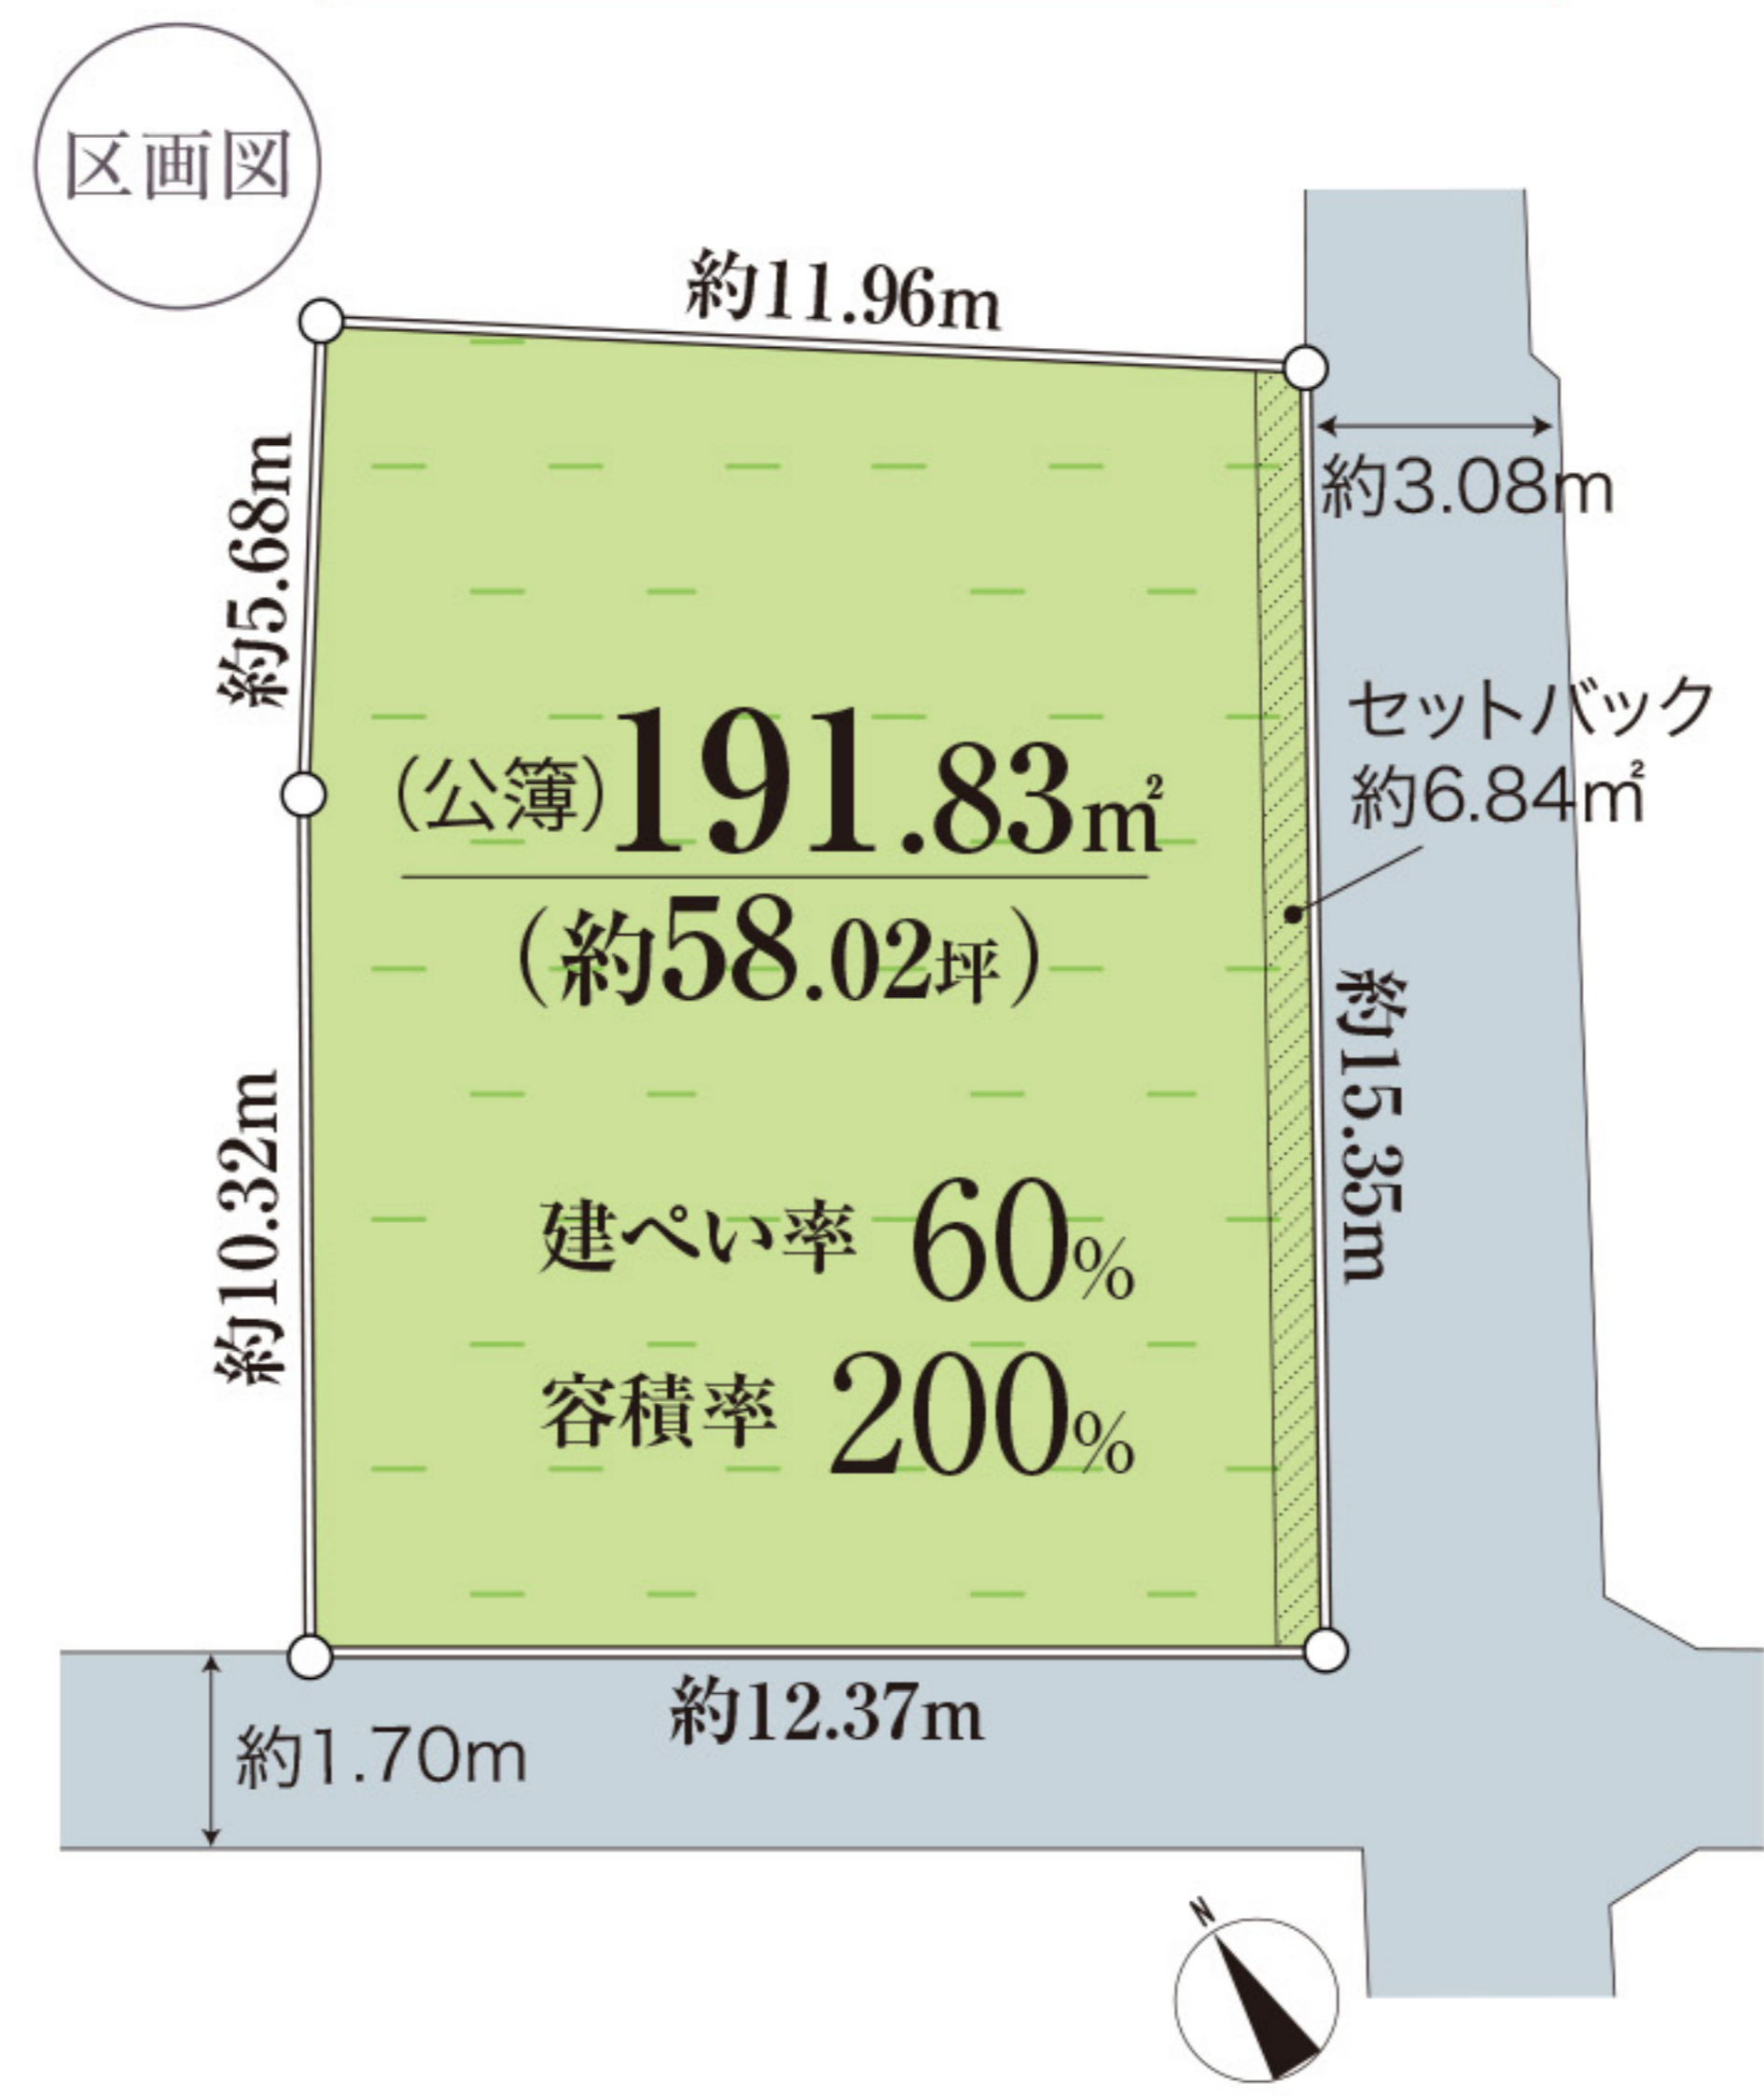 区画図
約11.96m
約3.08m
約5.68m
セットバック
約6.84㎡
(公簿)191.83㎡
(約58.02坪)
約15.35m
約10.32m
建ぺい率 60%
容積率 200%
約12.37m
約1.70m
N